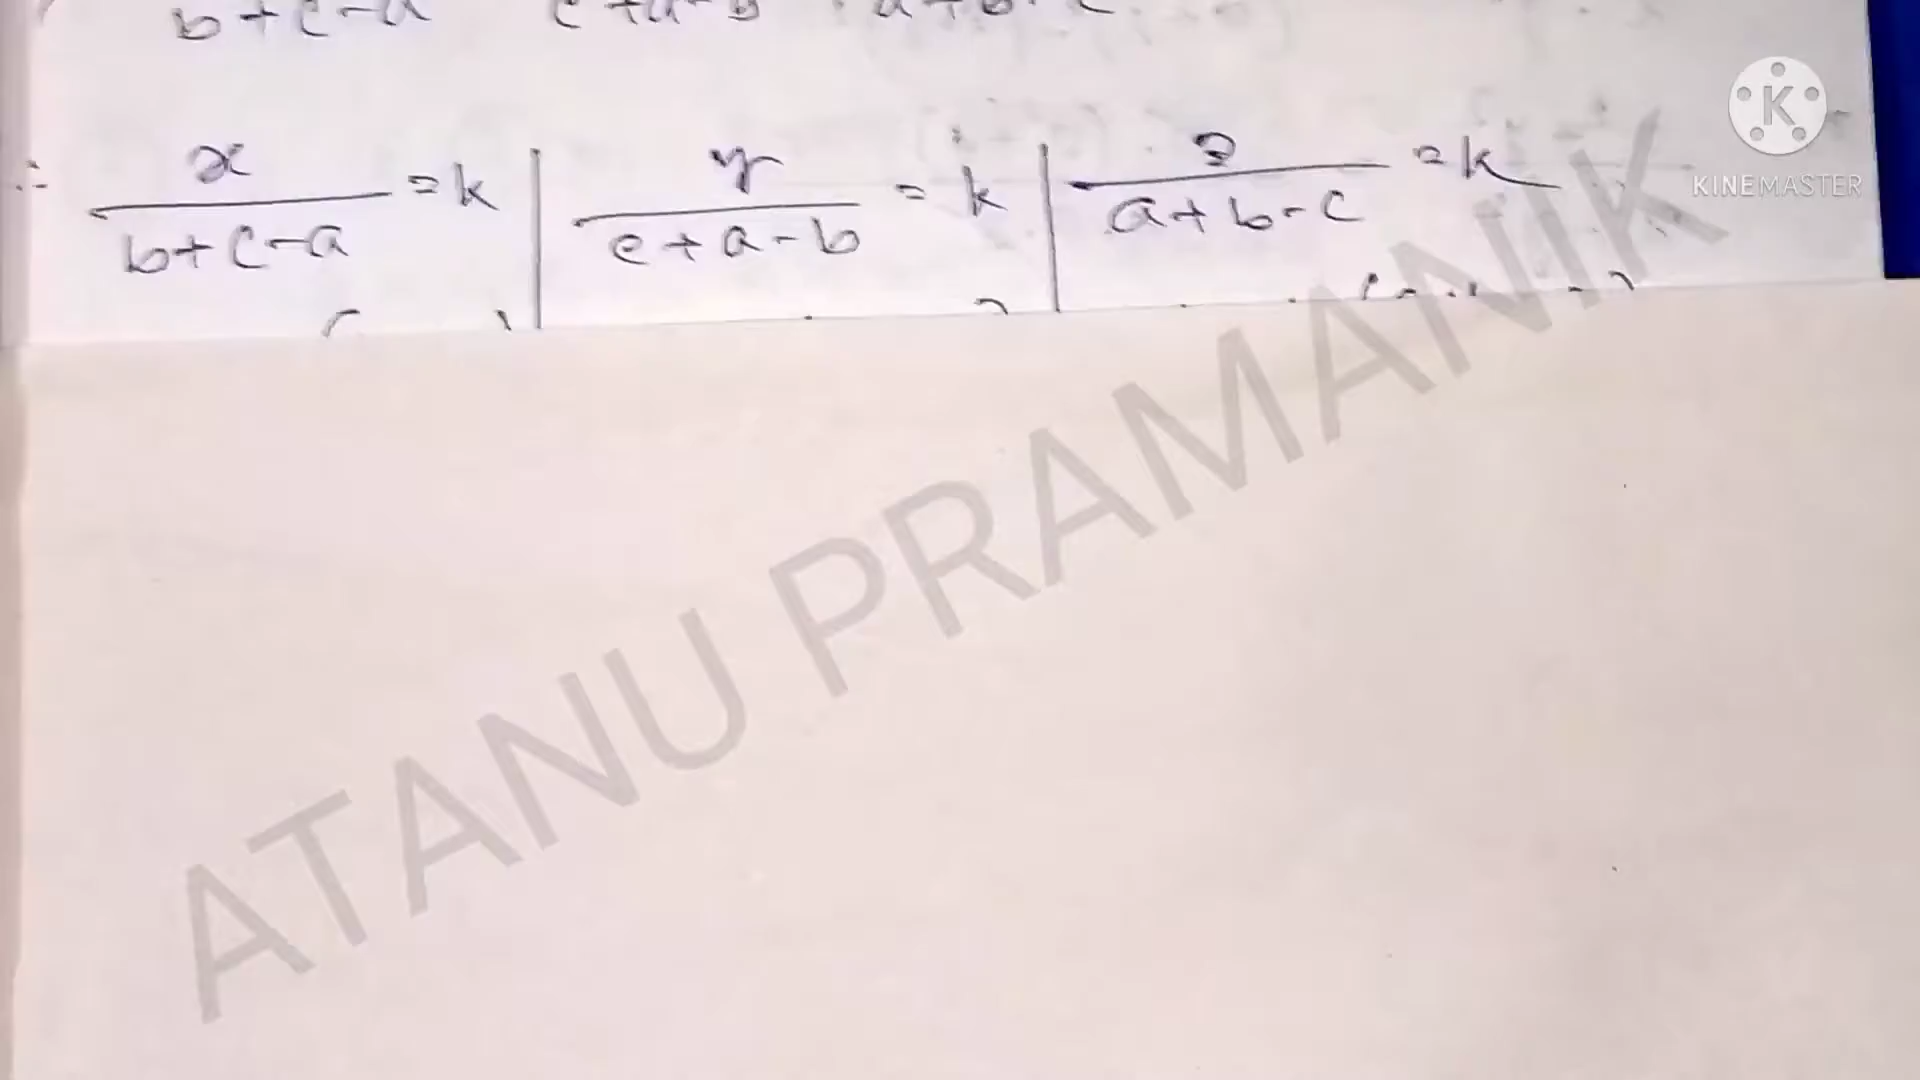 b+c-a c+a-b a+b-c
∴ x/(b+c-a) = k | y/(c+a-b) = k | z/(a+b-c) = k
KINEMASTER
ATANU PRAMANIK